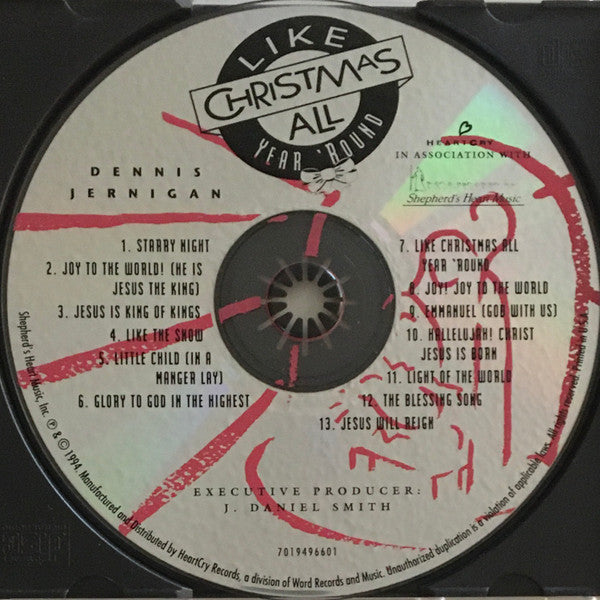 LIKE
CHRISTMAS
ALL
YEAR 'ROUND
DENNIS
JERNIGAN
HEARTCRY
IN ASSOCIATION WITH
Shepherd's Heart Music
1. STARRY NIGHT
2. JOY TO THE WORLD! (HE IS
JESUS THE KING)
3. JESUS IS KING OF KINGS
4. LIKE THE SNOW
5. LITTLE CHILD (IN A
MANGER LAY)
6. GLORY TO GOD IN THE HIGHEST
7. LIKE CHRISTMAS ALL
YEAR 'ROUND
8. JOY! JOY TO THE WORLD
9. EMMANUEL (GOD WITH US)
10. HALLELUJAH! CHRIST
JESUS IS BORN
11. LIGHT OF THE WORLD
12. THE BLESSING SONG
13. JESUS WILL REIGN
EXECUTIVE PRODUCER:
J. DANIEL SMITH
7019496601
Shepherd's Heart Music, Inc. ℗ & © 1994. Manufactured and Distributed by HeartCry Records, a division of Word Records and Music. Unauthorized duplication is a violation of applicable laws. All rights reserved. Printed in U.S.A.